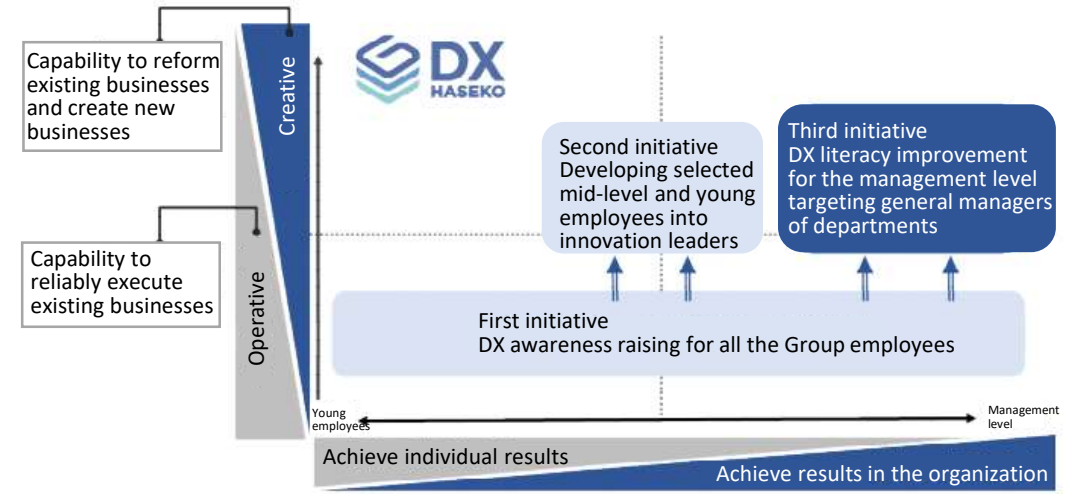 Capability to reform
existing businesses
and create new
businesses
Creative
DX
HASEKO
Second initiative
Developing selected
mid-level and young
employees into
innovation leaders
Third initiative
DX literacy improvement
for the management level
targeting general managers
of departments
Capability to
reliably execute
existing businesses
Operative
First initiative
DX awareness raising for all the Group employees
Young
employees
Management
level
Achieve individual results
Achieve results in the organization